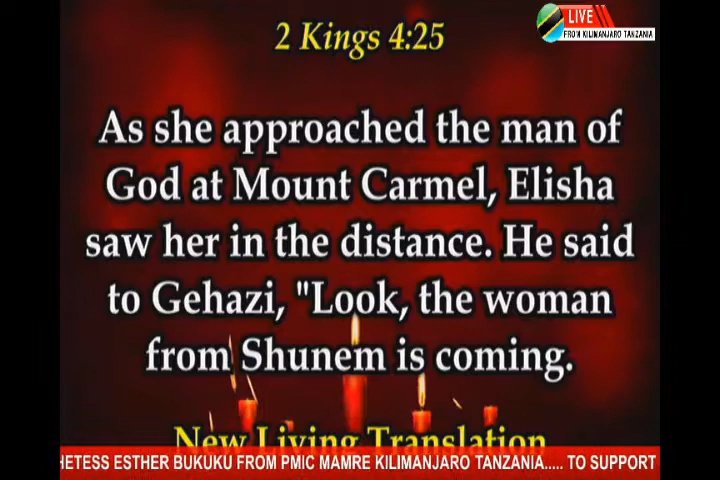 2 Kings 4:25
LIVE
FROM KILIMANJARO TANZANIA
As she approached the man of
God at Mount Carmel, Elisha
saw her in the distance. He said
to Gehazi, "Look, the woman
from Shunem is coming.
New Living Translation
HETESS ESTHER BUKUKU FROM PMIC MAMRE KILIMANJARO TANZANIA..... TO SUPPORT